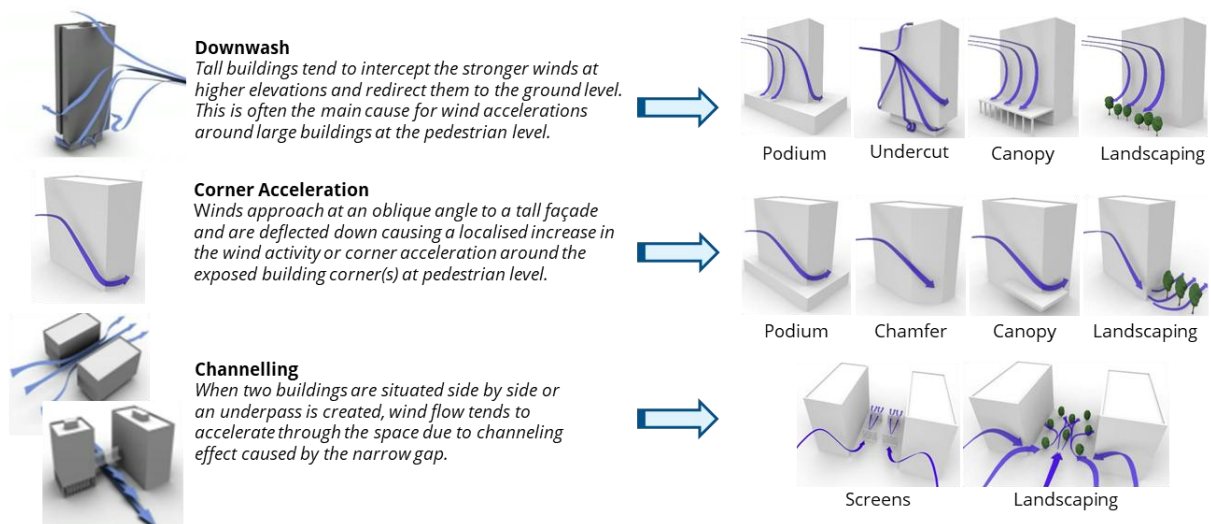 Downwash
Tall buildings tend to intercept the stronger winds at
higher elevations and redirect them to the ground level.
This is often the main cause for wind accelerations
around large buildings at the pedestrian level.
Podium
Undercut
Canopy
Landscaping
Corner Acceleration
Winds approach at an oblique angle to a tall façade
and are deflected down causing a localised increase in
the wind activity or corner acceleration around the
exposed building corner(s) at pedestrian level.
Podium
Chamfer
Canopy
Landscaping
Channelling
When two buildings are situated side by side or
an underpass is created, wind flow tends to
accelerate through the space due to channeling
effect caused by the narrow gap.
Screens
Landscaping